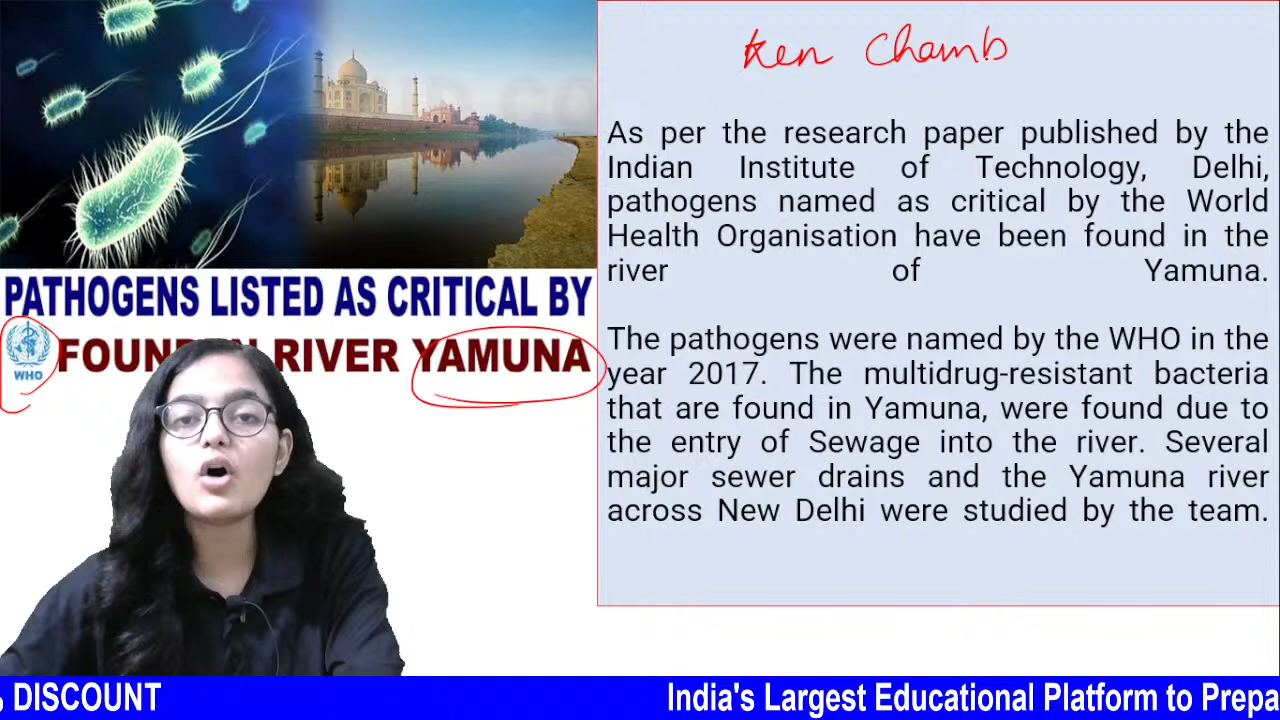 Ken Chamb
As per the research paper published by the
Indian Institute of Technology, Delhi,
pathogens named as critical by the World
Health Organisation have been found in the
river of Yamuna.
The pathogens were named by the WHO in the
year 2017. The multidrug-resistant bacteria
that are found in Yamuna, were found due to
the entry of Sewage into the river. Several
major sewer drains and the Yamuna river
across New Delhi were studied by the team.
PATHOGENS LISTED AS CRITICAL BY
WHO
FOUN N RIVER YAMUNA
DISCOUNT
India's Largest Educational Platform to Prepa